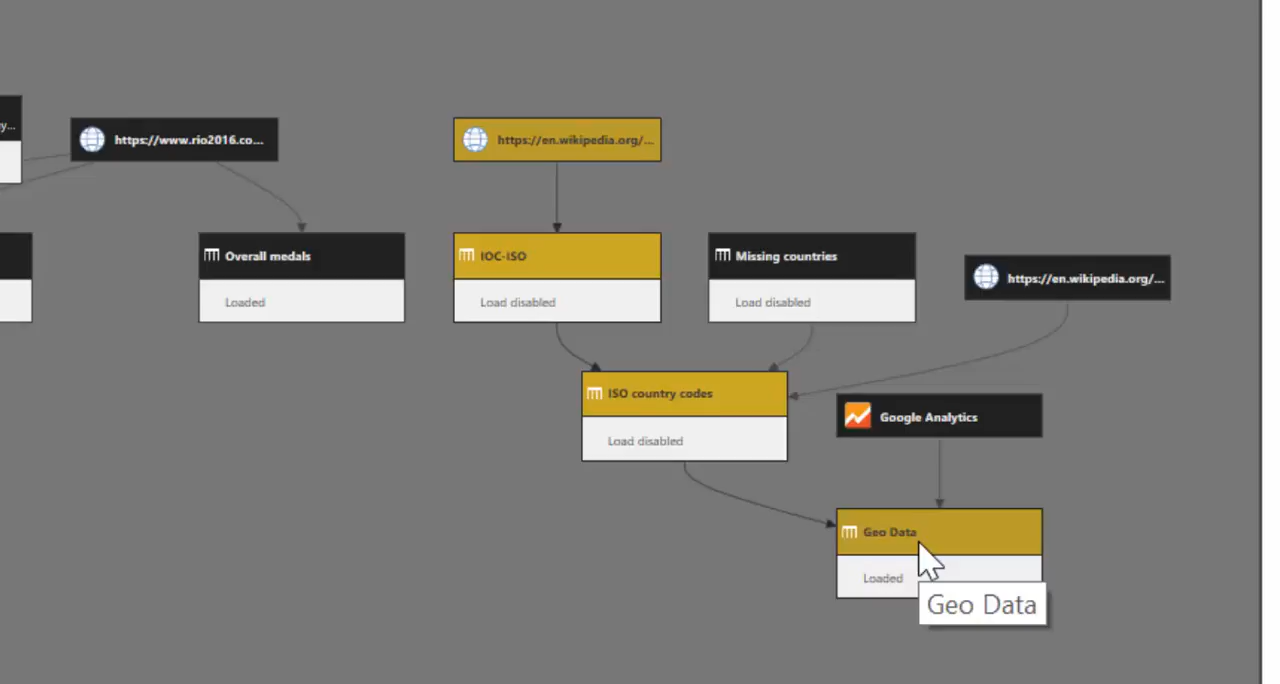 y...
https://www.rio2016.co...
https://en.wikipedia.org/...
Overall medals
Loaded
IOC-ISO
Load disabled
Missing countries
Load disabled
https://en.wikipedia.org/...
ISO country codes
Load disabled
Google Analytics
Geo Data
Loaded
Geo Data